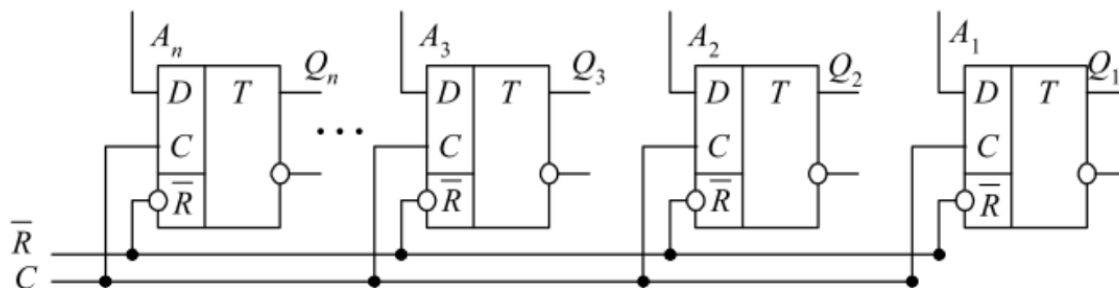 A_n A_3 A_2 A_1
Q_n Q_3 Q_2 Q_1
D T D T D T D T
...
C C C C
R̅ R̅ R̅ R̅
R̅
C